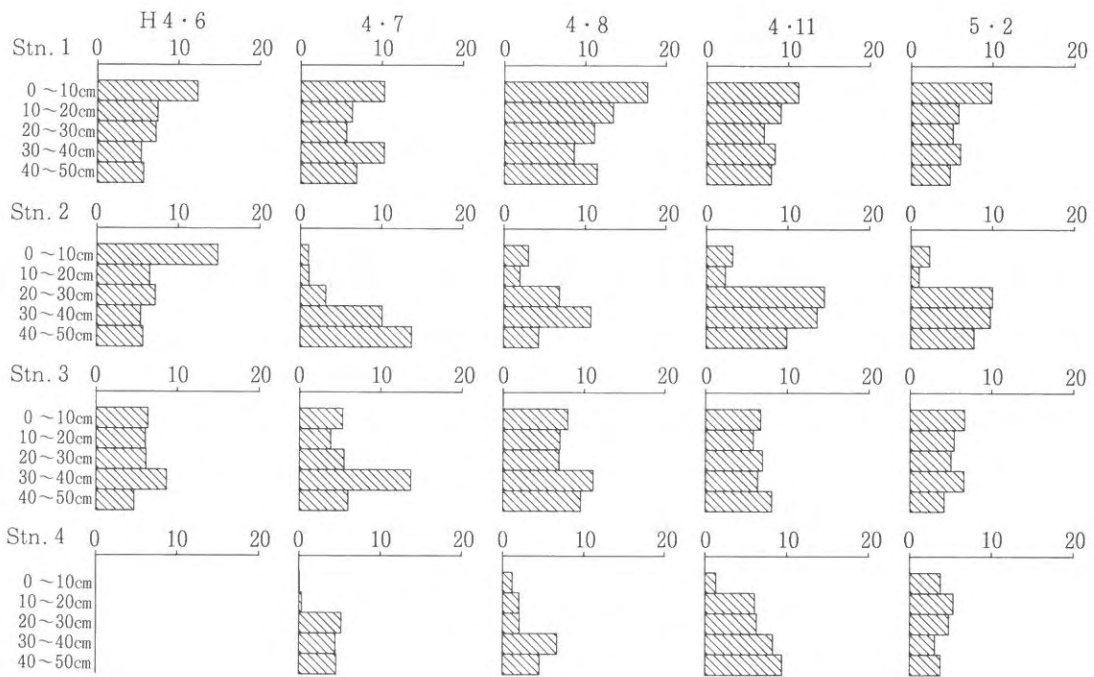 H 4・6 4・7 4・8 4・11 5・2
Stn. 1 0 10 20 0 10 20 0 10 20 0 10 20 0 10 20
0 ～10cm
10～20cm
20～30cm
30～40cm
40～50cm
Stn. 2 0 10 20 0 10 20 0 10 20 0 10 20 0 10 20
0 ～10cm
10～20cm
20～30cm
30～40cm
40～50cm
Stn. 3 0 10 20 0 10 20 0 10 20 0 10 20 0 10 20
0 ～10cm
10～20cm
20～30cm
30～40cm
40～50cm
Stn. 4 0 10 20 0 10 20 0 10 20 0 10 20 0 10 20
0 ～10cm
10～20cm
20～30cm
30～40cm
40～50cm